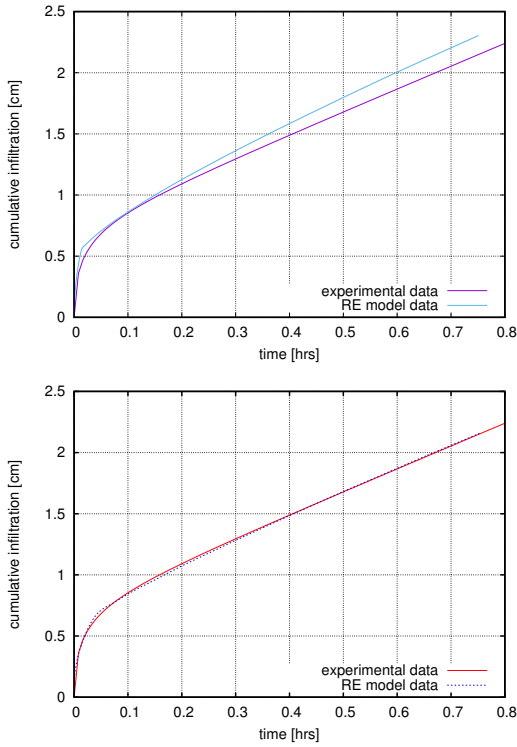 2.5
2
1.5
1
0.5
0
cumulative infiltration [cm]
experimental data
RE model data
0 0.1 0.2 0.3 0.4 0.5 0.6 0.7 0.8
time [hrs]
2.5
2
1.5
1
0.5
0
cumulative infiltration [cm]
experimental data
RE model data
0 0.1 0.2 0.3 0.4 0.5 0.6 0.7 0.8
time [hrs]